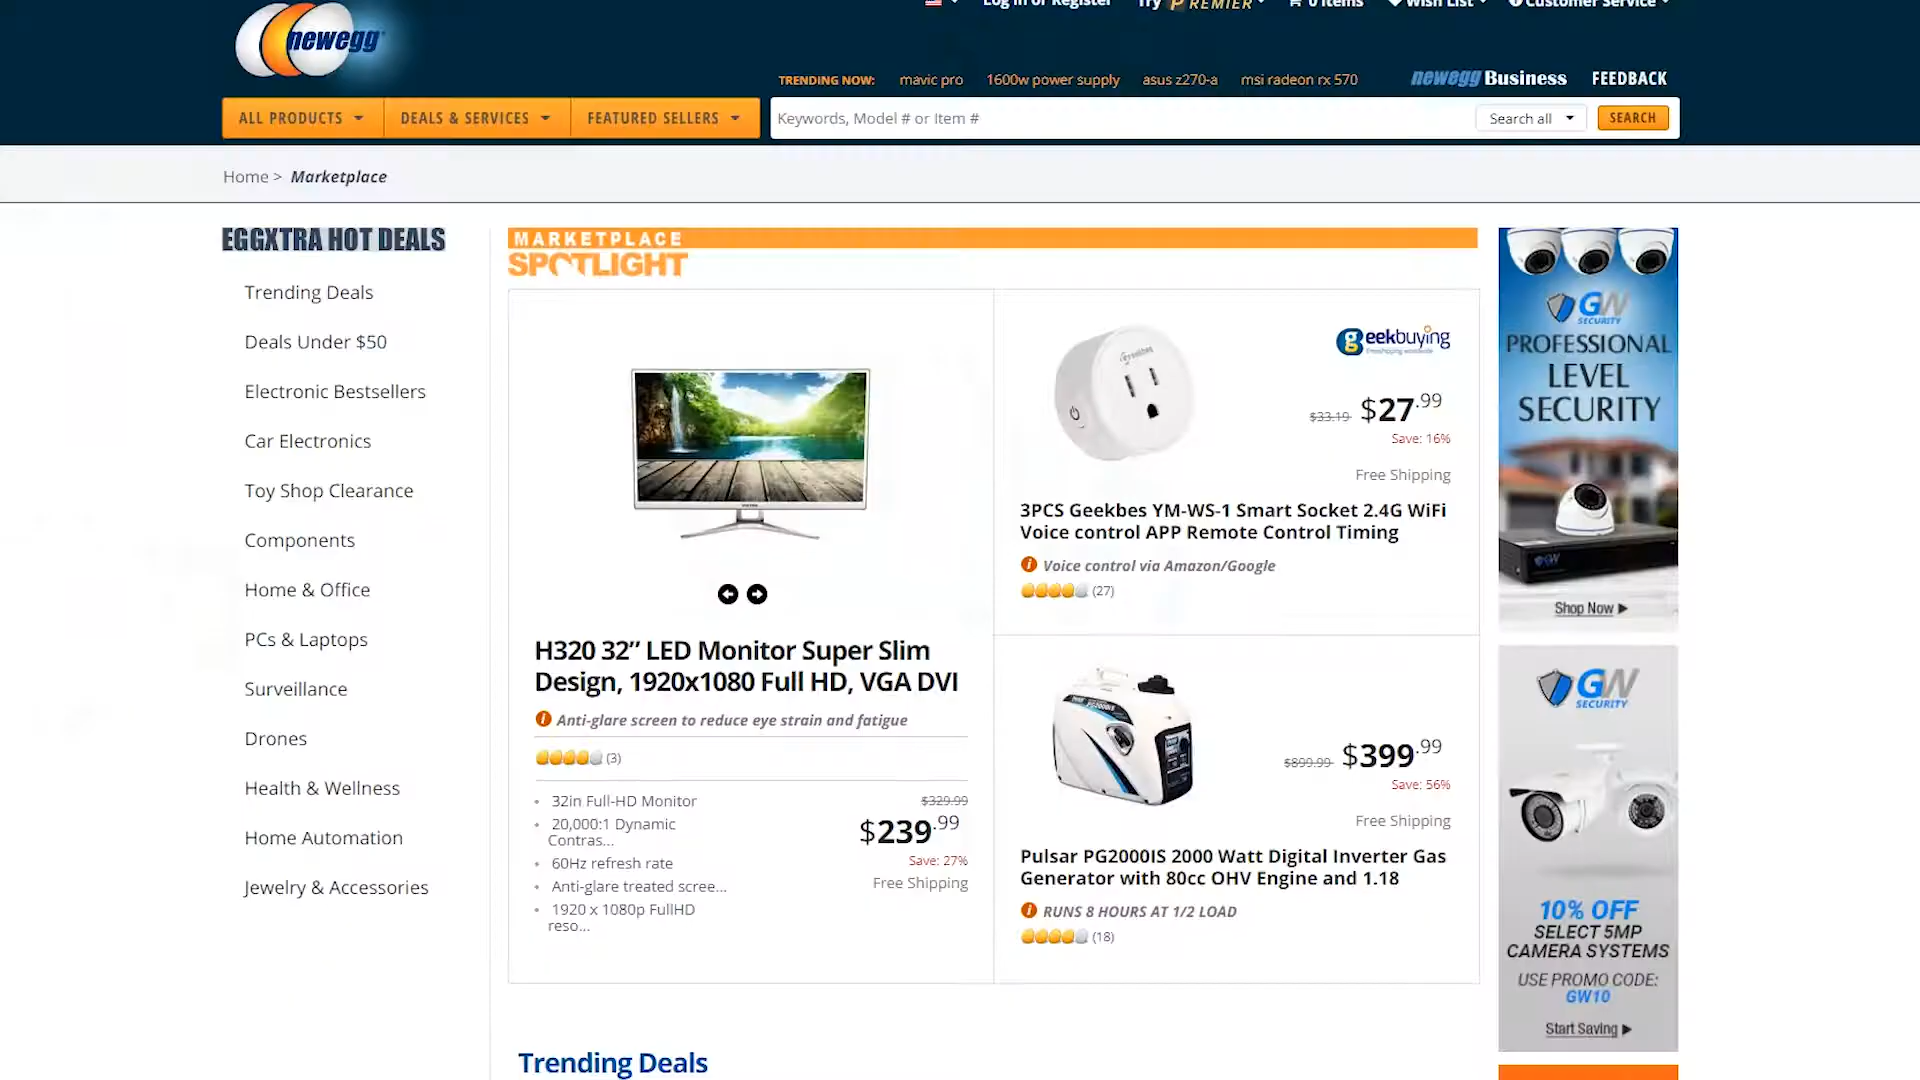 Log in or Register
Try PREMIER
0 Items
Wish List
Customer Service
newegg
TRENDING NOW:
mavic pro
1600w power supply
asus z270-a
msi radeon rx 570
newegg Business
FEEDBACK
ALL PRODUCTS
DEALS & SERVICES
FEATURED SELLERS
Keywords, Model # or Item #
Search all
SEARCH
Home > Marketplace
EGGXTRA HOT DEALS
Trending Deals
Deals Under $50
Electronic Bestsellers
Car Electronics
Toy Shop Clearance
Components
Home & Office
PCs & Laptops
Surveillance
Drones
Health & Wellness
Home Automation
Jewelry & Accessories
MARKETPLACE
SPOTLIGHT
H320 32” LED Monitor Super Slim
Design, 1920x1080 Full HD, VGA DVI
Anti-glare screen to reduce eye strain and fatigue
(3)
32in Full-HD Monitor
20,000:1 Dynamic
Contras...
60Hz refresh rate
Anti-glare treated scree...
1920 x 1080p FullHD
reso...
$329.99
$239.99
Save: 27%
Free Shipping
geekbuying
$33.19 $27.99
Save: 16%
Free Shipping
3PCS Geekbes YM-WS-1 Smart Socket 2.4G WiFi
Voice control APP Remote Control Timing
Voice control via Amazon/Google
(27)
$899.99 $399.99
Save: 56%
Free Shipping
Pulsar PG2000IS 2000 Watt Digital Inverter Gas
Generator with 80cc OHV Engine and 1.18
RUNS 8 HOURS AT 1/2 LOAD
(18)
Trending Deals
GW
SECURITY
PROFESSIONAL
LEVEL
SECURITY
Shop Now
GW
SECURITY
10% OFF
SELECT 5MP
CAMERA SYSTEMS
USE PROMO CODE:
GW10
Start Saving